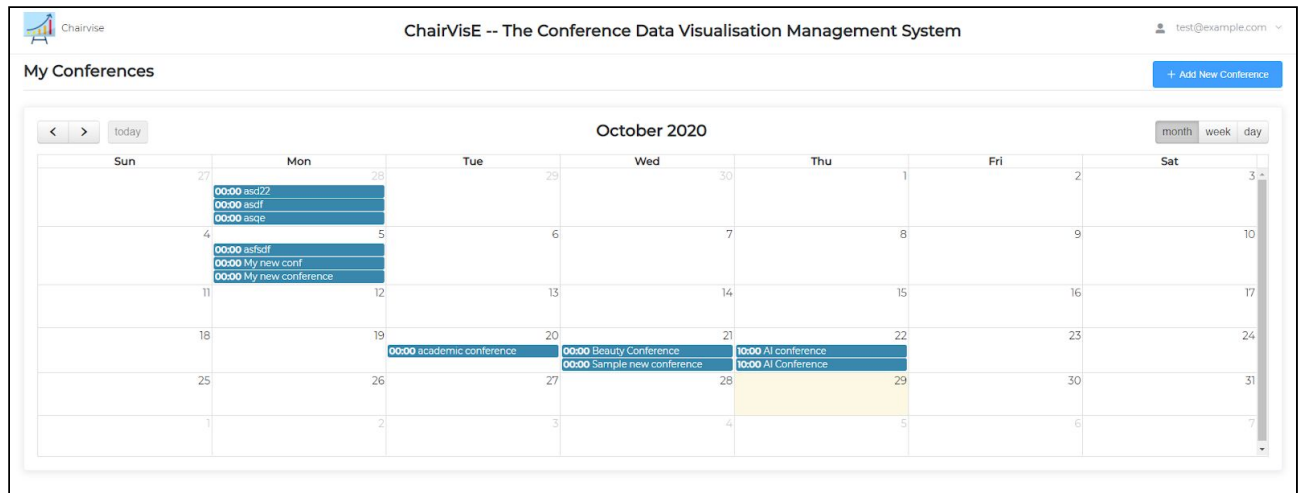 Chairvise
ChairVisE -- The Conference Data Visualisation Management System
test@example.com
My Conferences
+ Add New Conference
< > today
October 2020
month week day
Sun Mon Tue Wed Thu Fri Sat
27 28 29 30 1 2 3
00:00 asd22
00:00 asdf
00:00 asqe
4 5 6 7 8 9 10
00:00 asfsdf
00:00 My new conf
00:00 My new conference
11 12 13 14 15 16 17
18 19 20 21 22 23 24
00:00 academic conference 00:00 Beauty Conference 10:00 AI conference
00:00 Sample new conference 10:00 AI Conference
25 26 27 28 29 30 31
1 2 3 4 5 6 7